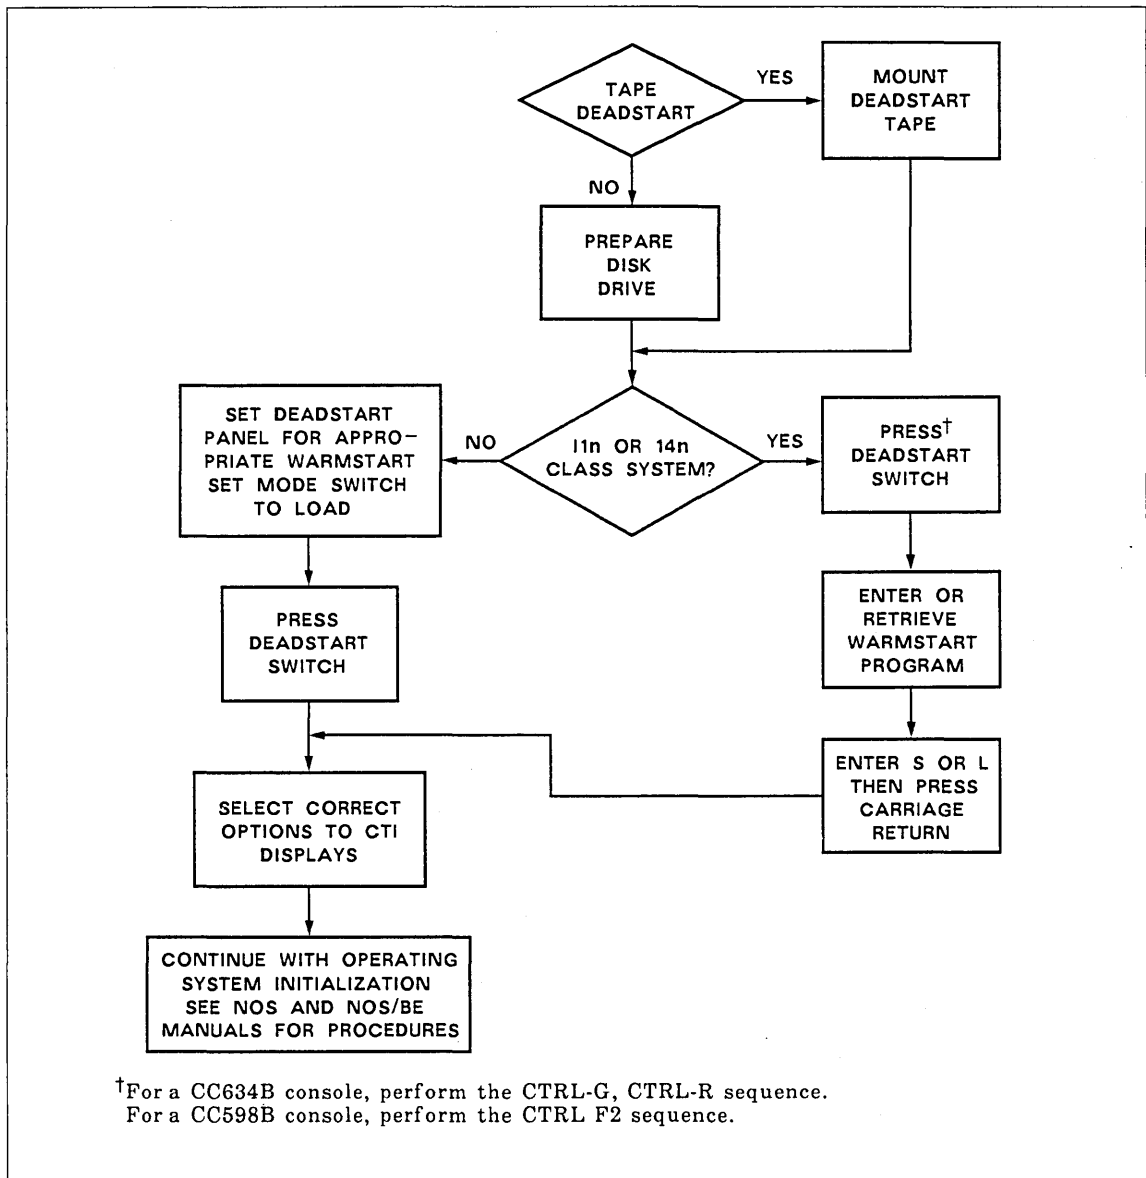 TAPE
DEADSTART
YES
MOUNT
DEADSTART
TAPE
NO
PREPARE
DISK
DRIVE
I1n OR 14n
CLASS SYSTEM?
NO
SET DEADSTART
PANEL FOR APPRO-
PRIATE WARMSTART
SET MODE SWITCH
TO LOAD
PRESS
DEADSTART
SWITCH
YES
PRESS†
DEADSTART
SWITCH
ENTER OR
RETRIEVE
WARMSTART
PROGRAM
ENTER S OR L
THEN PRESS
CARRIAGE
RETURN
SELECT CORRECT
OPTIONS TO CTI
DISPLAYS
CONTINUE WITH OPERATING
SYSTEM INITIALIZATION
SEE NOS AND NOS/BE
MANUALS FOR PROCEDURES
†For a CC634B console, perform the CTRL-G, CTRL-R sequence.
For a CC598B console, perform the CTRL F2 sequence.